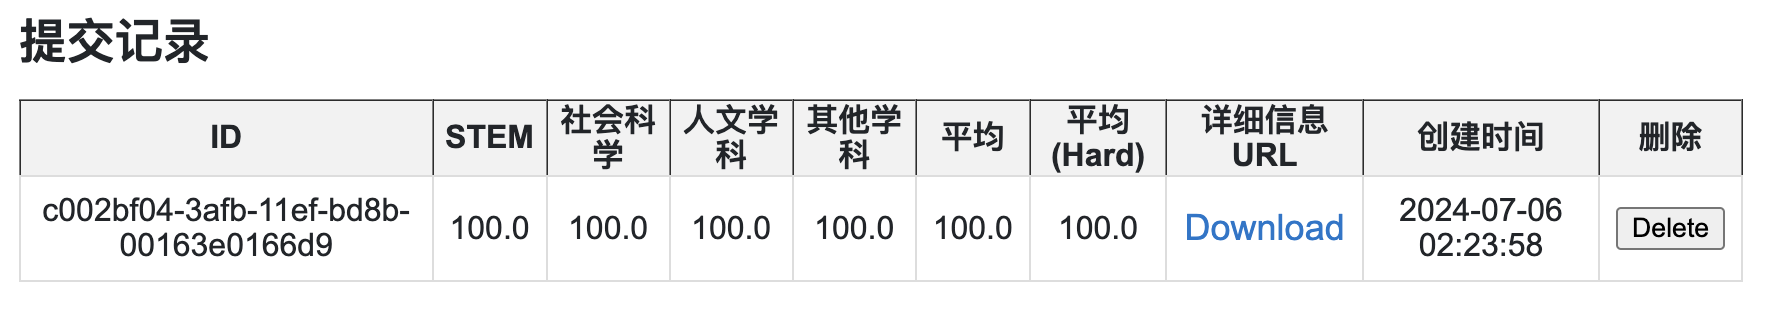 提交记录
ID
STEM
社会科
学
人文学
科
其他学
科
平均
平均
(Hard)
详细信息
URL
创建时间
删除
c002bf04-3afb-11ef-bd8b-
00163e0166d9
100.0
100.0
100.0
100.0
100.0
100.0
Download
2024-07-06
02:23:58
Delete